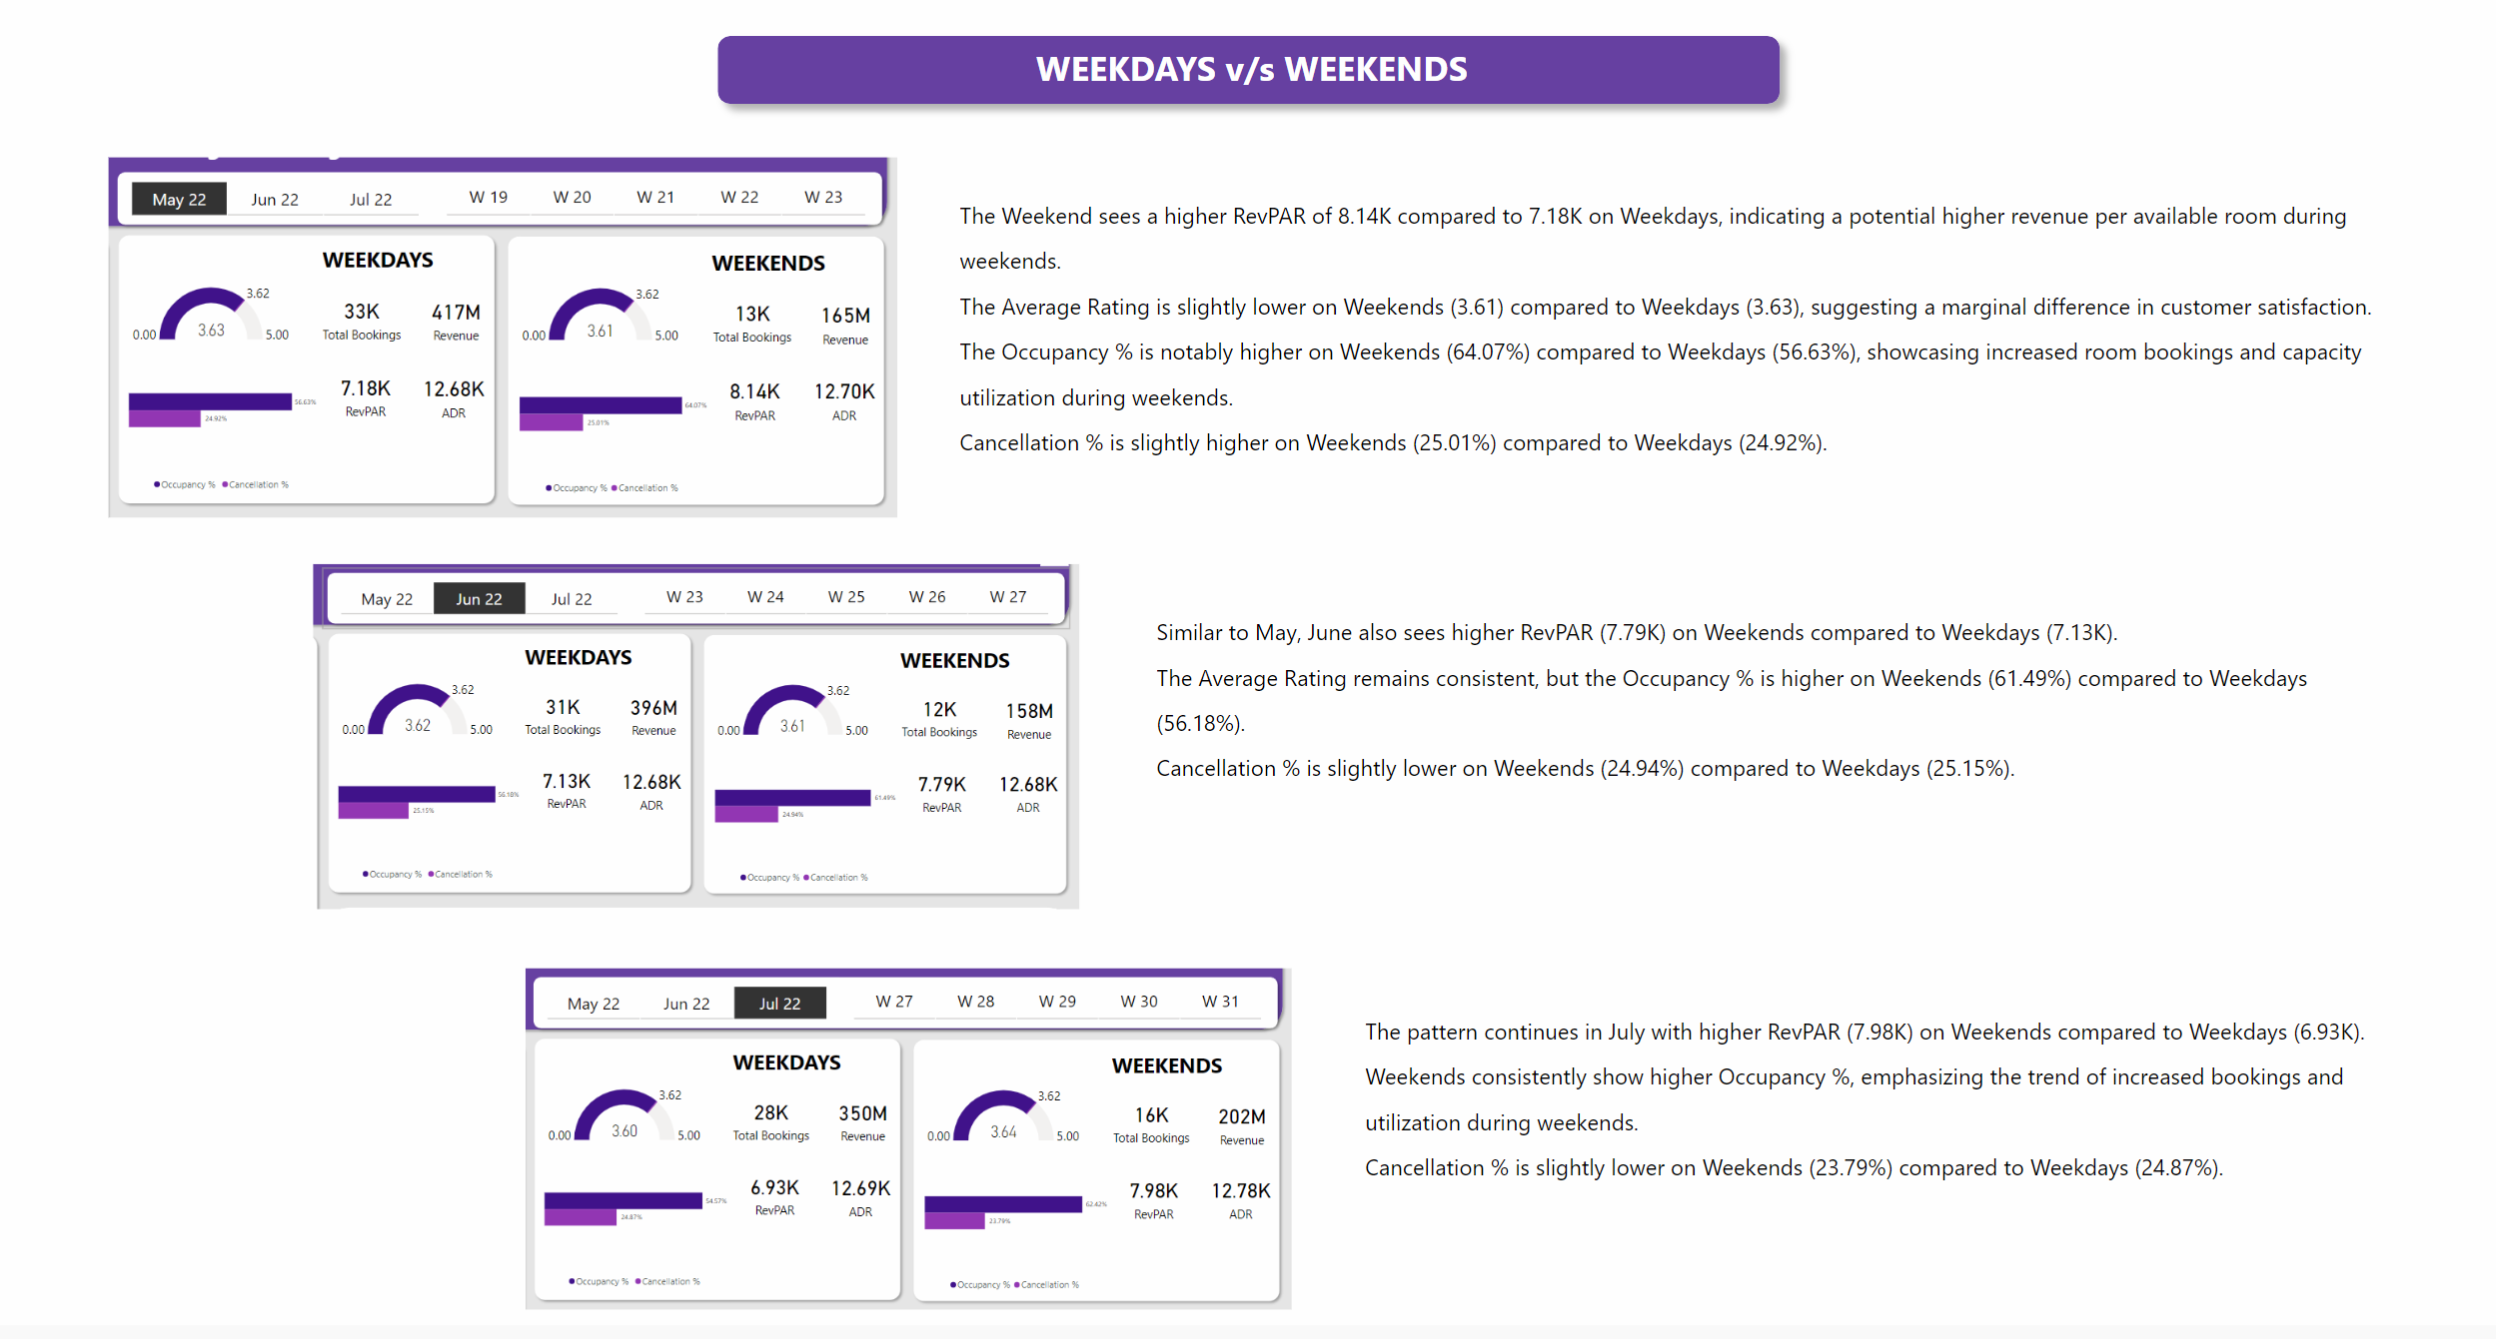 WEEKDAYS v/s WEEKENDS
May 22 Jun 22 Jul 22 W 19 W 20 W 21 W 22 W 23
WEEKDAYS
3.62
0.00 3.63 5.00
33K 417M
Total Bookings Revenue
7.18K 12.68K
RevPAR ADR
56.63%
24.92%
Occupancy % Cancellation %
WEEKENDS
3.62
0.00 3.61 5.00
13K 165M
Total Bookings Revenue
8.14K 12.70K
RevPAR ADR
64.07%
25.01%
Occupancy % Cancellation %
The Weekend sees a higher RevPAR of 8.14K compared to 7.18K on Weekdays, indicating a potential higher revenue per available room during
weekends.
The Average Rating is slightly lower on Weekends (3.61) compared to Weekdays (3.63), suggesting a marginal difference in customer satisfaction.
The Occupancy % is notably higher on Weekends (64.07%) compared to Weekdays (56.63%), showcasing increased room bookings and capacity
utilization during weekends.
Cancellation % is slightly higher on Weekends (25.01%) compared to Weekdays (24.92%).
May 22 Jun 22 Jul 22 W 23 W 24 W 25 W 26 W 27
WEEKDAYS
3.62
0.00 3.62 5.00
31K 396M
Total Bookings Revenue
7.13K 12.68K
RevPAR ADR
56.18%
25.15%
Occupancy % Cancellation %
WEEKENDS
3.62
0.00 3.61 5.00
12K 158M
Total Bookings Revenue
7.79K 12.68K
RevPAR ADR
61.49%
24.94%
Occupancy % Cancellation %
Similar to May, June also sees higher RevPAR (7.79K) on Weekends compared to Weekdays (7.13K).
The Average Rating remains consistent, but the Occupancy % is higher on Weekends (61.49%) compared to Weekdays
(56.18%).
Cancellation % is slightly lower on Weekends (24.94%) compared to Weekdays (25.15%).
May 22 Jun 22 Jul 22 W 27 W 28 W 29 W 30 W 31
WEEKDAYS
3.62
0.00 3.60 5.00
28K 350M
Total Bookings Revenue
6.93K 12.69K
RevPAR ADR
54.57%
24.87%
Occupancy % Cancellation %
WEEKENDS
3.62
0.00 3.64 5.00
16K 202M
Total Bookings Revenue
7.98K 12.78K
RevPAR ADR
62.42%
23.79%
Occupancy % Cancellation %
The pattern continues in July with higher RevPAR (7.98K) on Weekends compared to Weekdays (6.93K).
Weekends consistently show higher Occupancy %, emphasizing the trend of increased bookings and
utilization during weekends.
Cancellation % is slightly lower on Weekends (23.79%) compared to Weekdays (24.87%).